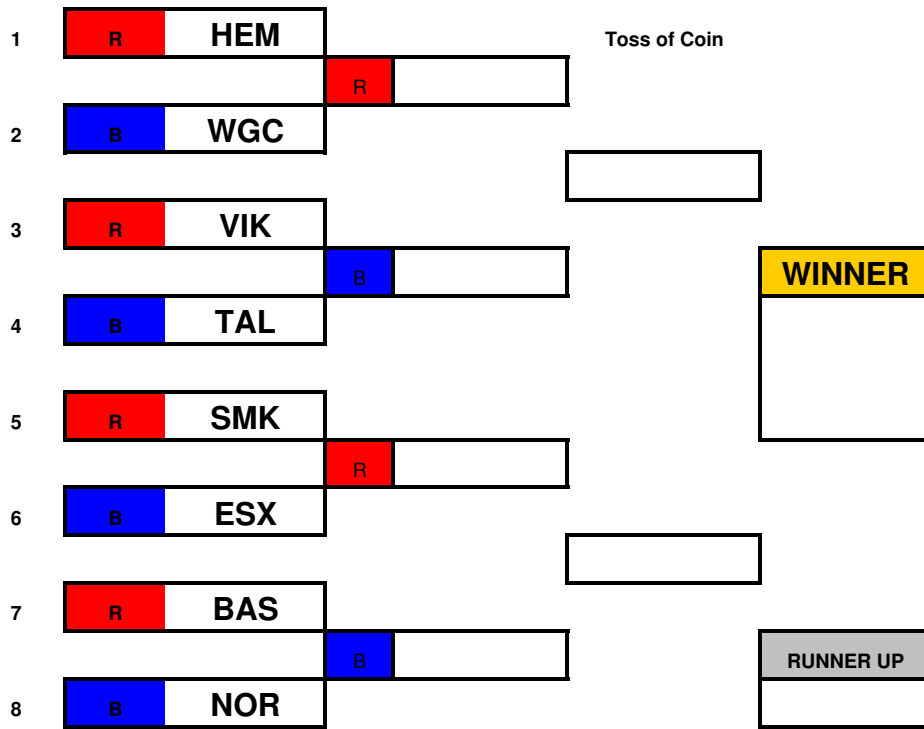 1 R HEM Toss of Coin
R
2 B WGC
3 R VIK
B WINNER
4 B TAL
5 R SMK
R
6 B ESX
7 R BAS
B RUNNER UP
8 B NOR